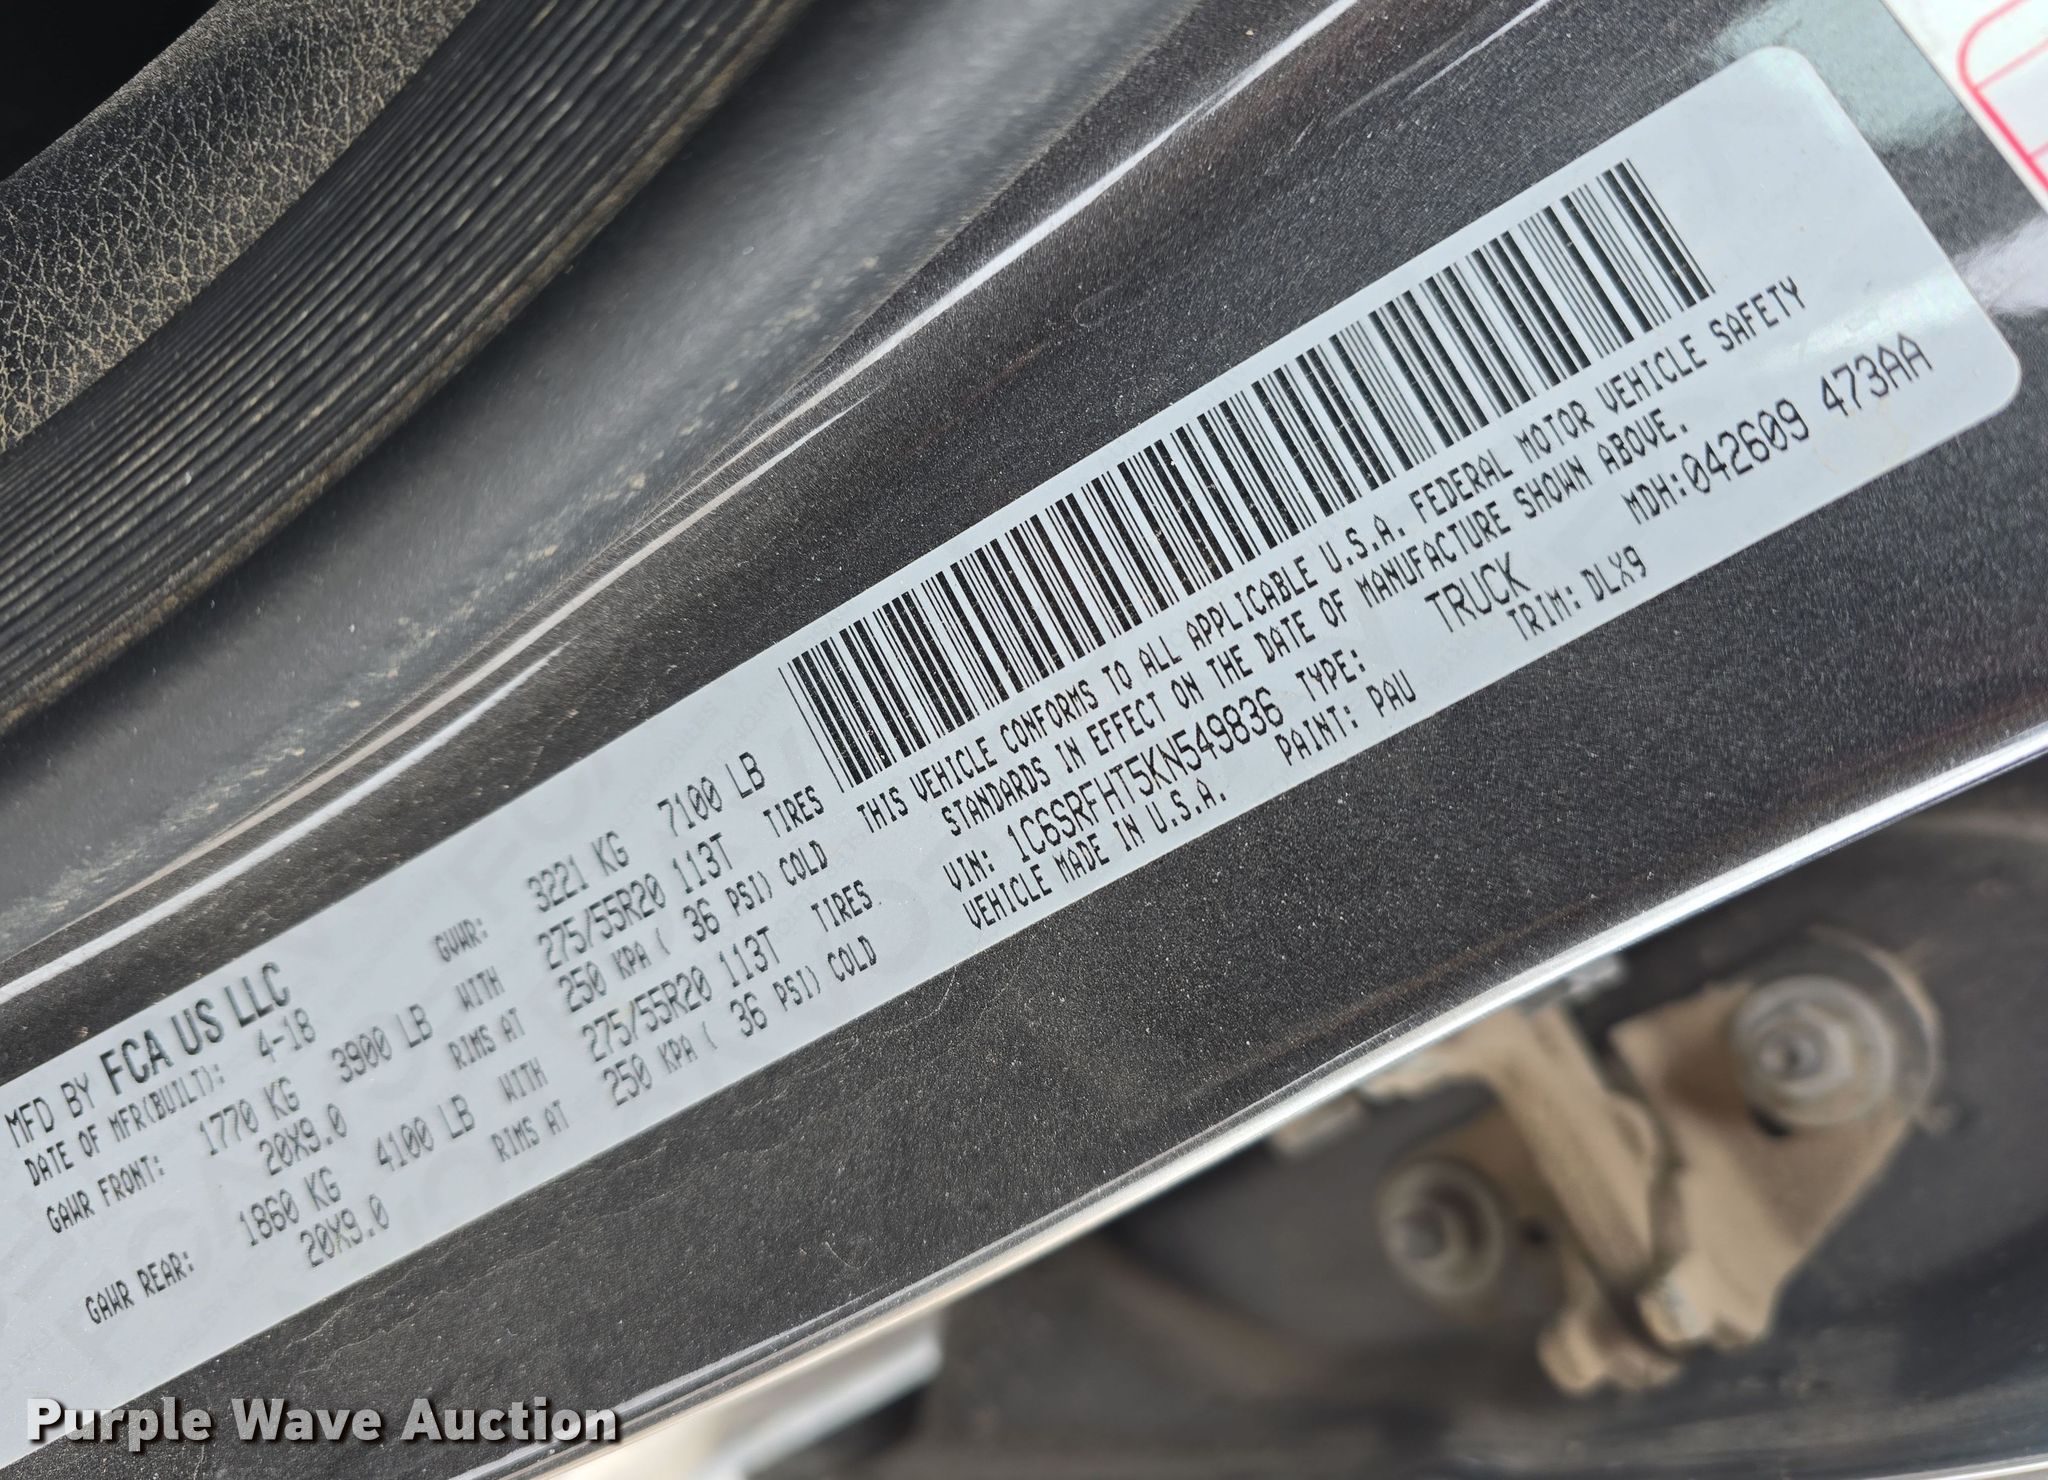 MFD BY FCA US LLC
DATE OF MFR(BUILT): 4-18 GVWR: 3221 KG 7100 LB
GAWR FRONT: 1770 KG 3900 LB WITH 275/55R20 113T TIRES
20X9.0 RIMS AT 250 KPA ( 36 PSI) COLD
GAWR REAR: 1860 KG 4100 LB WITH 275/55R20 113T TIRES
20X9.0 RIMS AT 250 KPA ( 36 PSI) COLD
THIS VEHICLE CONFORMS TO ALL APPLICABLE U.S.A. FEDERAL MOTOR VEHICLE SAFETY
STANDARDS IN EFFECT ON THE DATE OF MANUFACTURE SHOWN ABOVE.
VIN: 1C6SRFHT5KN549836 TYPE: TRUCK MDH:042609 473AA
VEHICLE MADE IN U.S.A. PAINT: PAU TRIM: DLX9
Purple Wave Auction